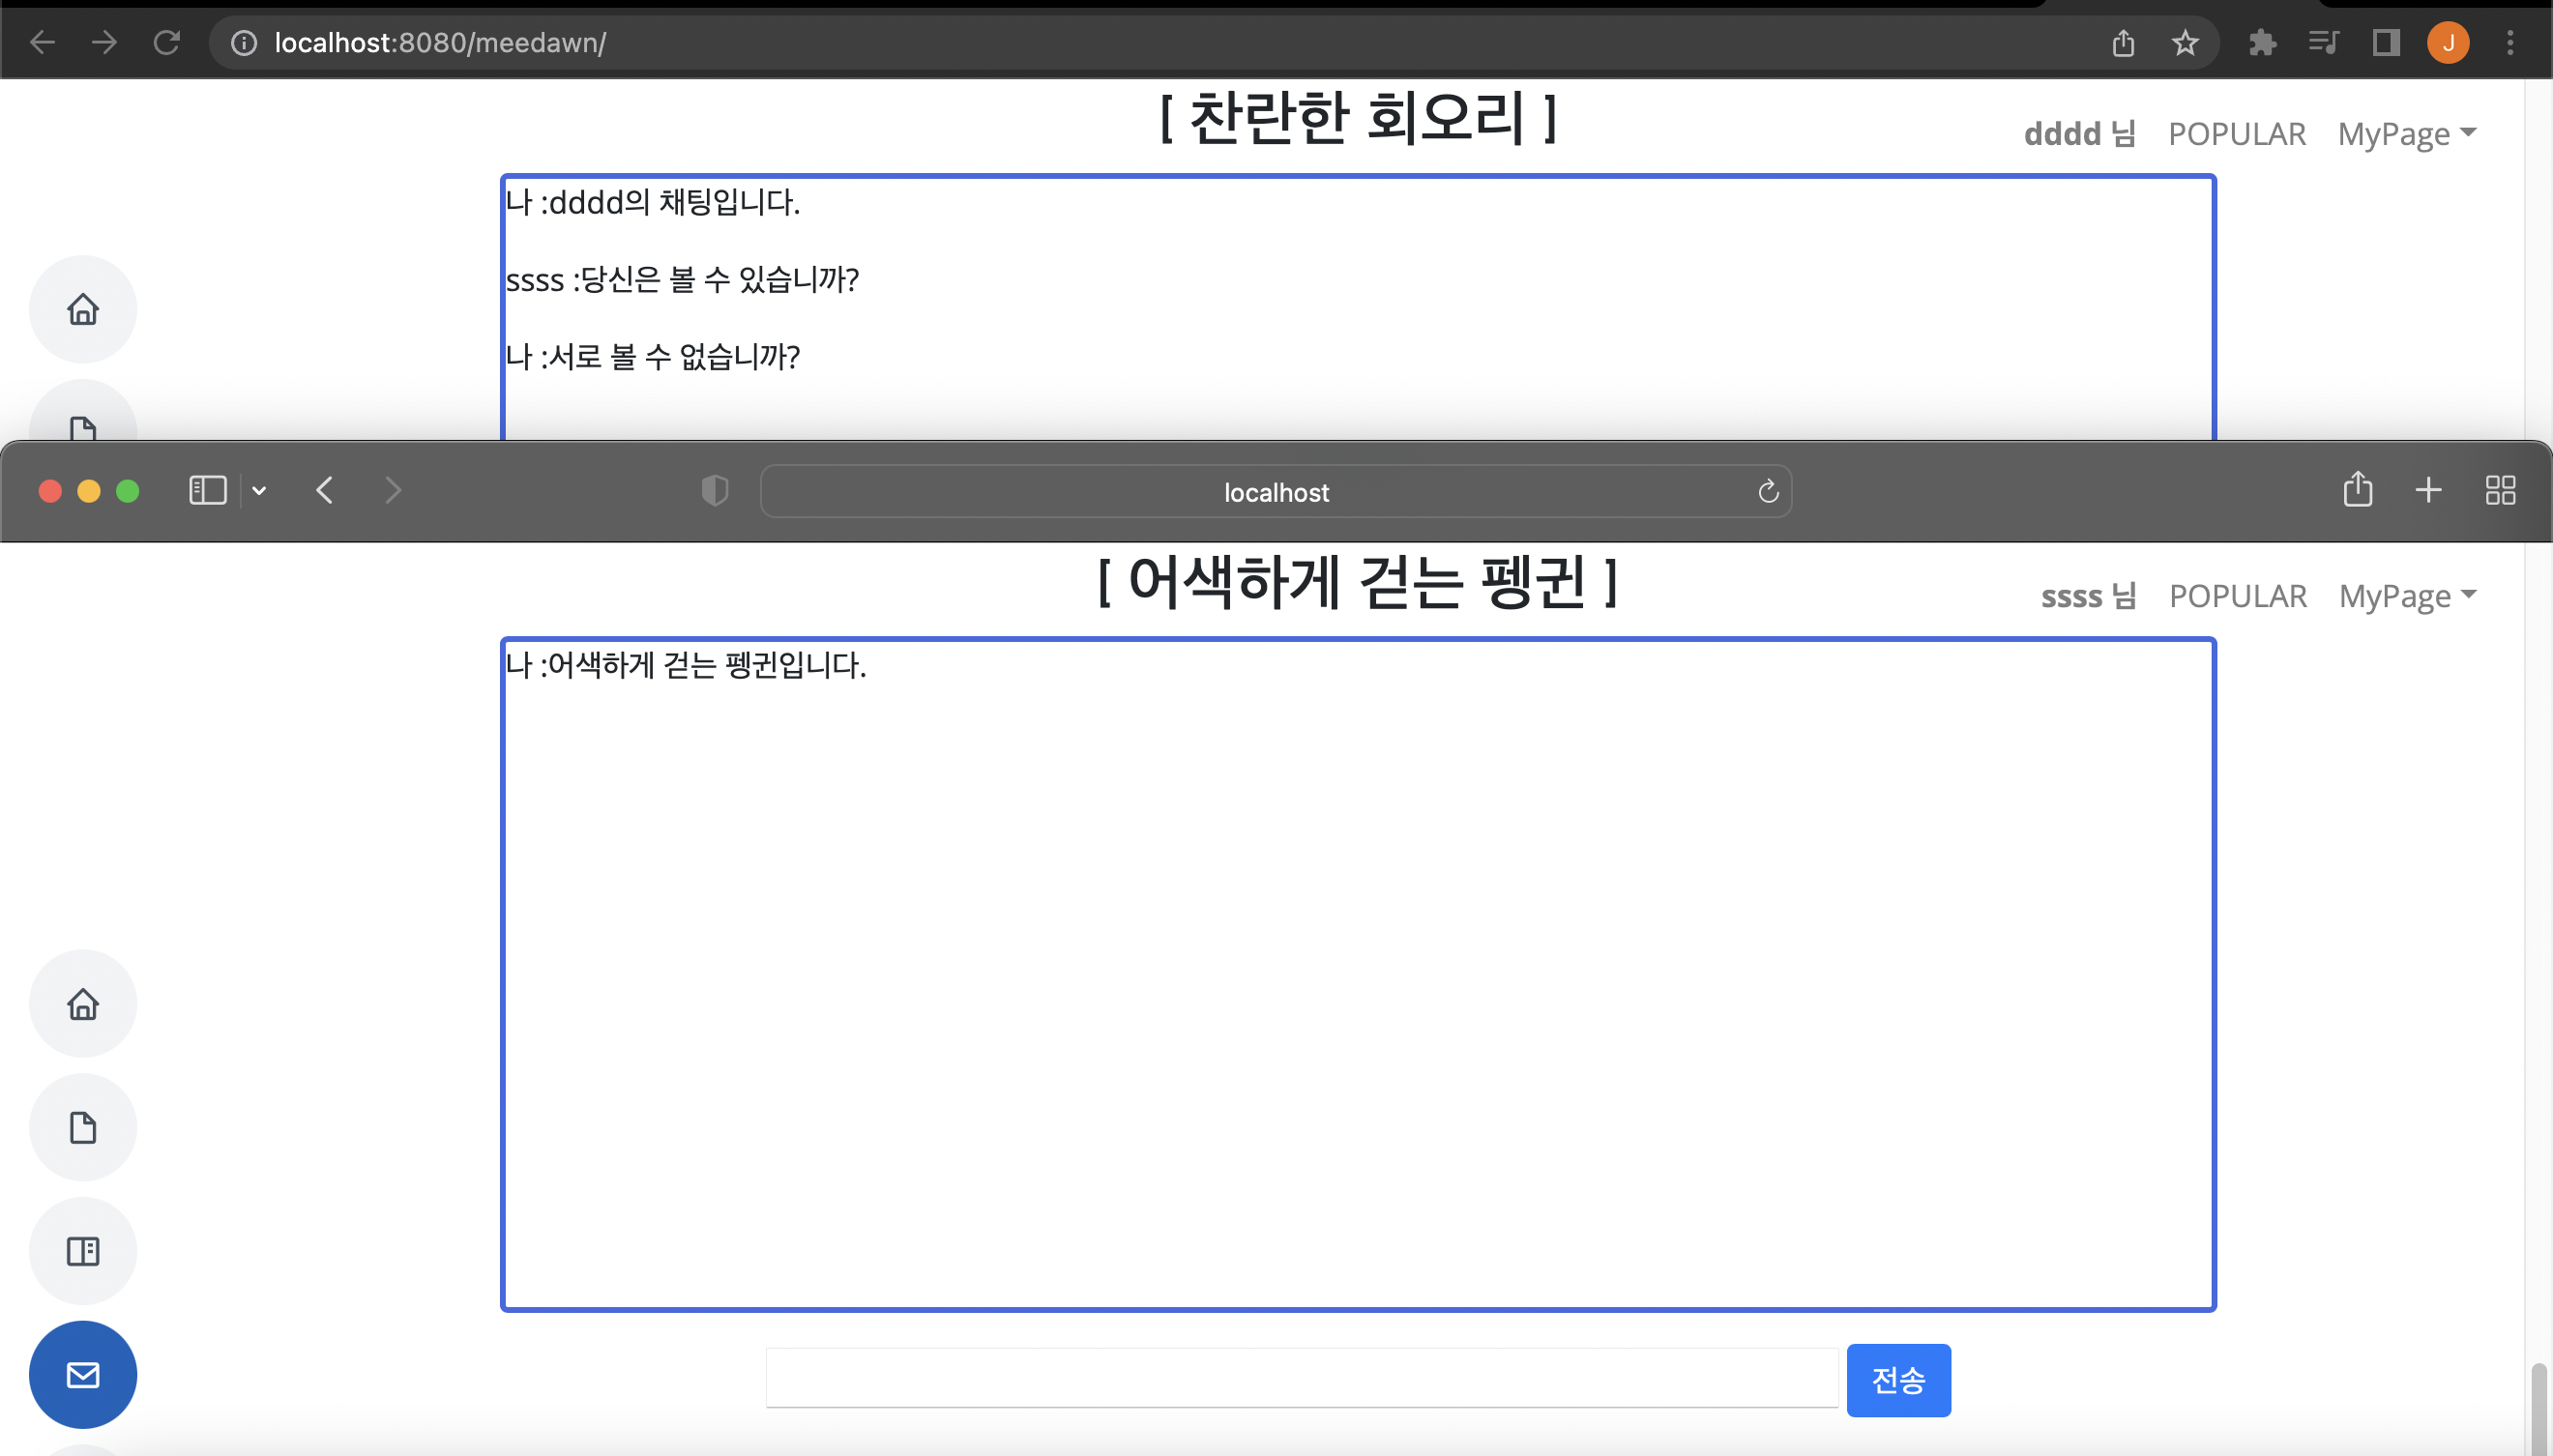 localhost:8080/meedawn/
J
[ 찬란한 회오리 ]
dddd 님 POPULAR MyPage
나 :dddd의 채팅입니다.
ssss :당신은 볼 수 있습니까?
나 :서로 볼 수 없습니까?
localhost
[ 어색하게 걷는 펭귄 ]
ssss 님 POPULAR MyPage
나 :어색하게 걷는 펭귄입니다.
전송